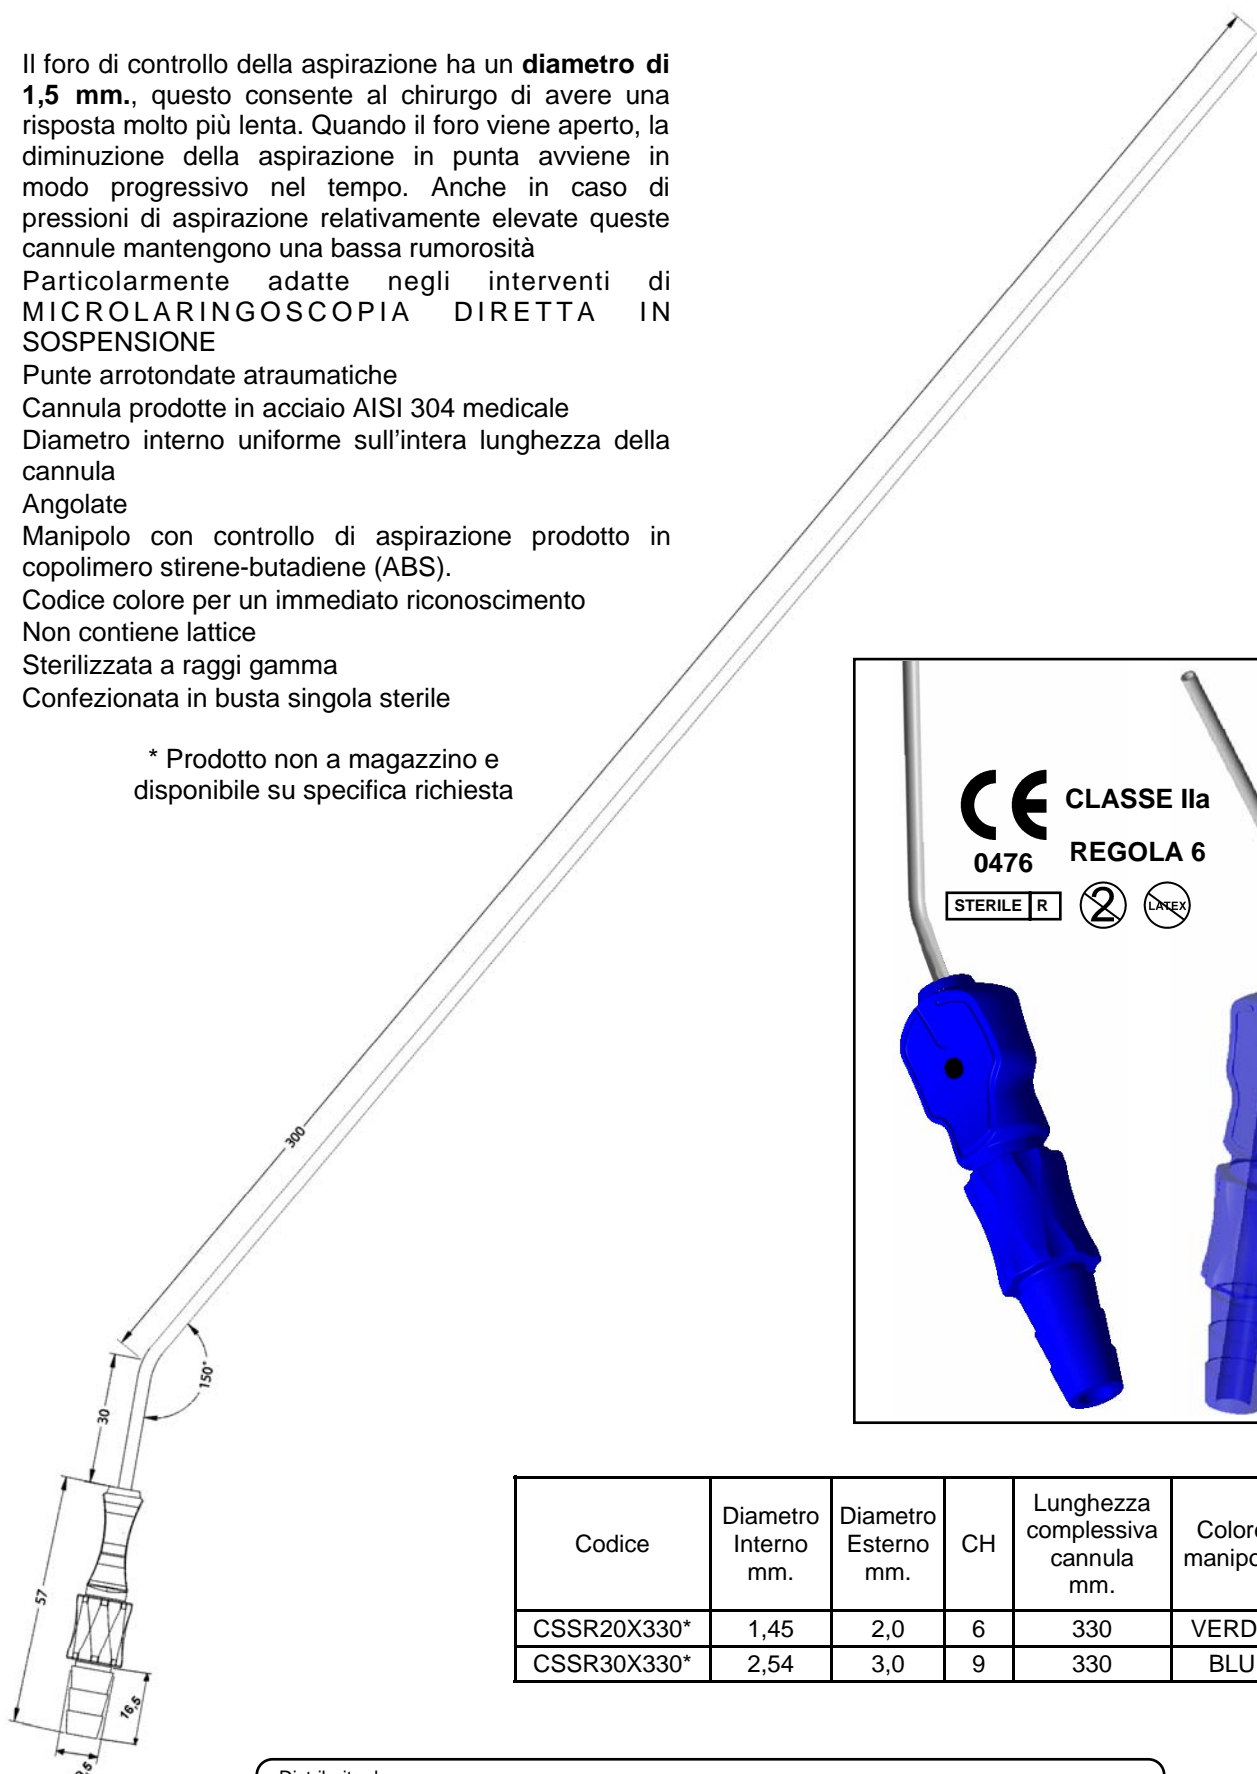 Il foro di controllo della aspirazione ha un diametro di
1,5 mm., questo consente al chirurgo di avere una
risposta molto più lenta. Quando il foro viene aperto, la
diminuzione della aspirazione in punta avviene in
modo progressivo nel tempo. Anche in caso di
pressioni di aspirazione relativamente elevate queste
cannule mantengono una bassa rumorosità
Particolarmente adatte negli interventi di
MICROLARINGOSCOPIA DIRETTA IN
SOSPENSIONE
Punte arrotondate atraumatiche
Cannula prodotte in acciaio AISI 304 medicale
Diametro interno uniforme sull'intera lunghezza della
cannula
Angolate
Manipolo con controllo di aspirazione prodotto in
copolimero stirene-butadiene (ABS).
Codice colore per un immediato riconoscimento
Non contiene lattice
Sterilizzata a raggi gamma
Confezionata in busta singola sterile
* Prodotto non a magazzino e
disponibile su specifica richiesta
CE CLASSE IIa
0476 REGOLA 6
STERILE R 2 LATEX
300
150°
30
57
16,5
Codice Diametro Interno mm. Diametro Esterno mm. CH Lunghezza complessiva cannula mm.
CSSR20X330* 1,45 2,0 6 330
CSSR30X330* 2,54 3,0 9 330 BLU